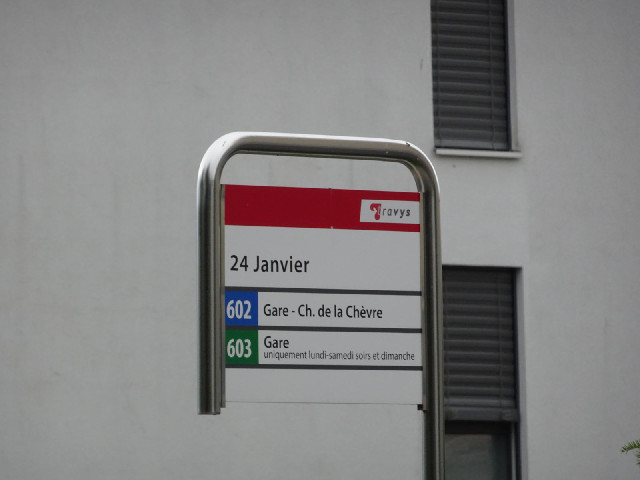 Travys
24 Janvier
602 Gare - Ch. de la Chèvre
603 Gare
uniquement lundi-samedi soirs et dimanche